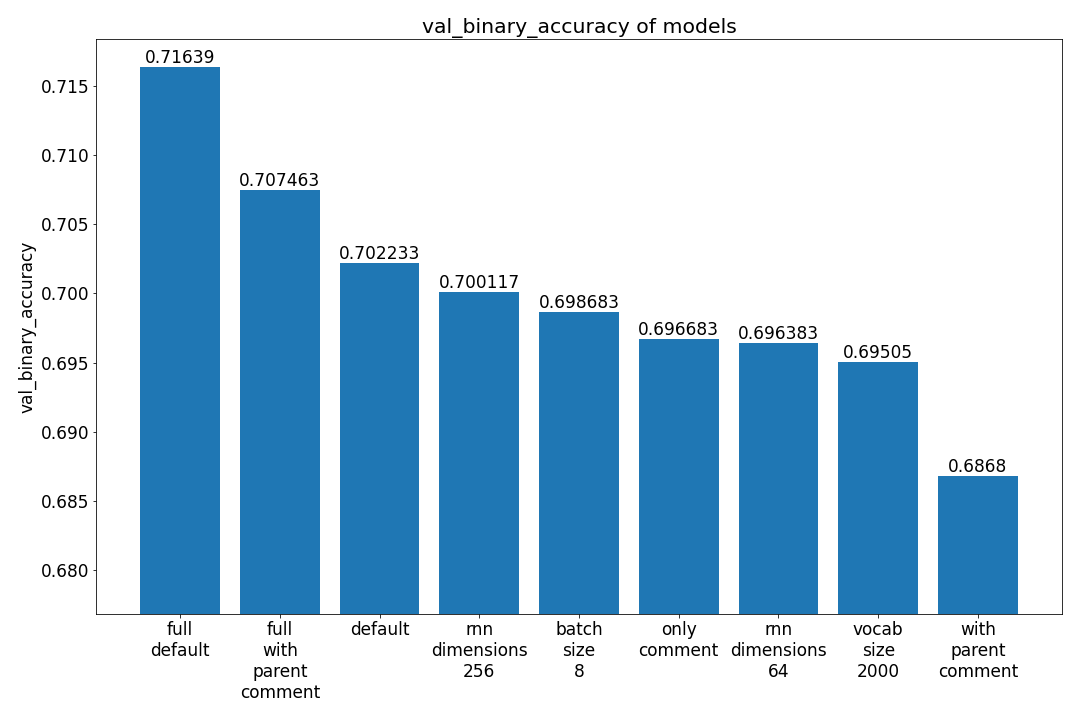 val_binary_accuracy of models
val_binary_accuracy
0.715
0.710
0.705
0.700
0.695
0.690
0.685
0.680
0.71639
0.707463
0.702233
0.700117
0.698683
0.696683
0.696383
0.69505
0.6868
full
default
full
with
parent
comment
default
rnn
dimensions
256
batch
size
8
only
comment
rnn
dimensions
64
vocab
size
2000
with
parent
comment